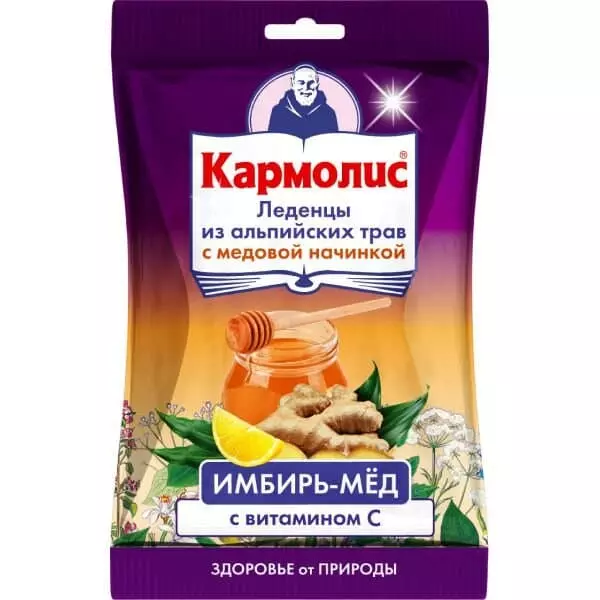 Кармолис®
Леденцы
из альпийских трав
с медовой начинкой
ИМБИРЬ-МЁД
с витамином С
ЗДОРОВЬЕ от ПРИРОДЫ